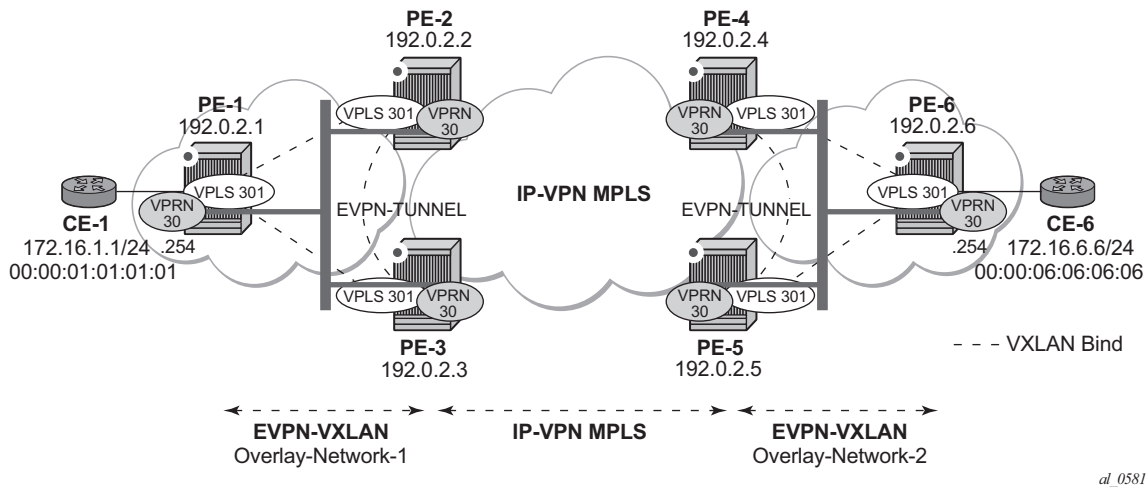 PE-2
192.0.2.2
PE-4
192.0.2.4
PE-1
192.0.2.1
VPLS 301
VPRN
30
VPRN
30
VPLS 301
PE-6
192.0.2.6
VPLS 301
VPRN
30
CE-1
172.16.1.1/24
00:00:01:01:01:01
.254
EVPN-TUNNEL
IP-VPN MPLS
EVPN-TUNNEL
VPLS 301
VPRN
30
.254
CE-6
172.16.6.6/24
00:00:06:06:06:06
VPLS 301
VPRN
30
PE-3
192.0.2.3
VPRN
30
VPLS 301
PE-5
192.0.2.5
VXLAN Bind
EVPN-VXLAN
Overlay-Network-1
IP-VPN MPLS
EVPN-VXLAN
Overlay-Network-2
al_0581